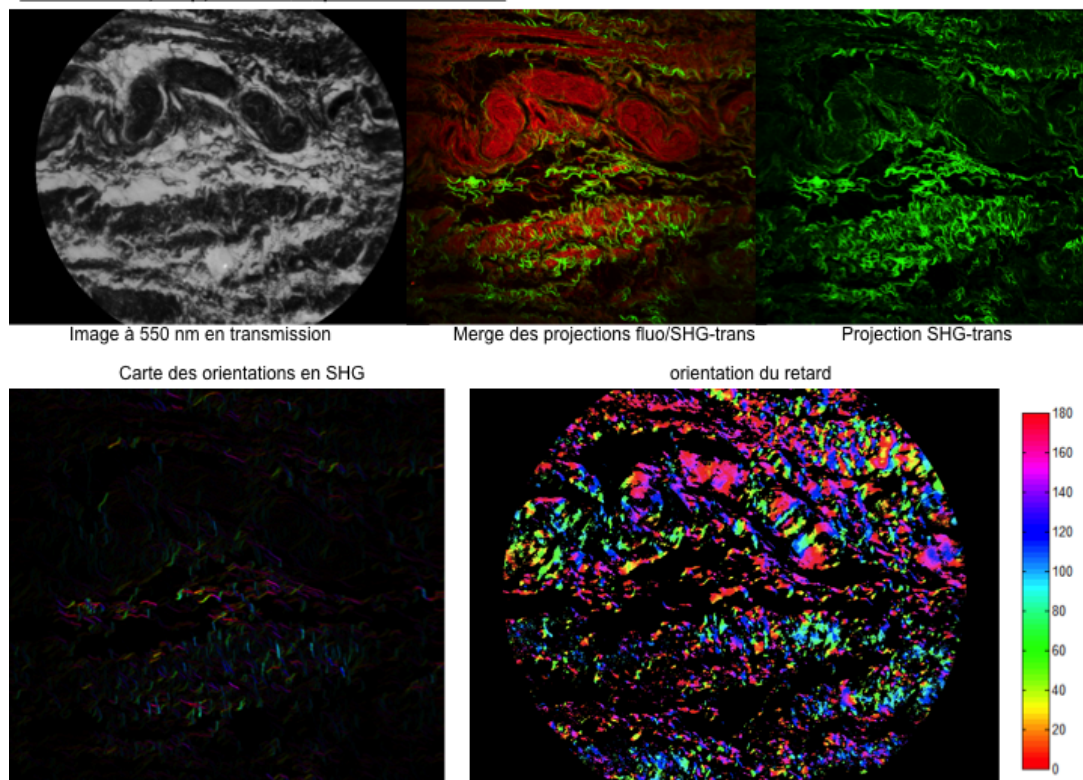 Image à 550 nm en transmission
Merge des projections fluo/SHG-trans
Projection SHG-trans
Carte des orientations en SHG
orientation du retard
180
160
140
120
100
80
60
40
20
0